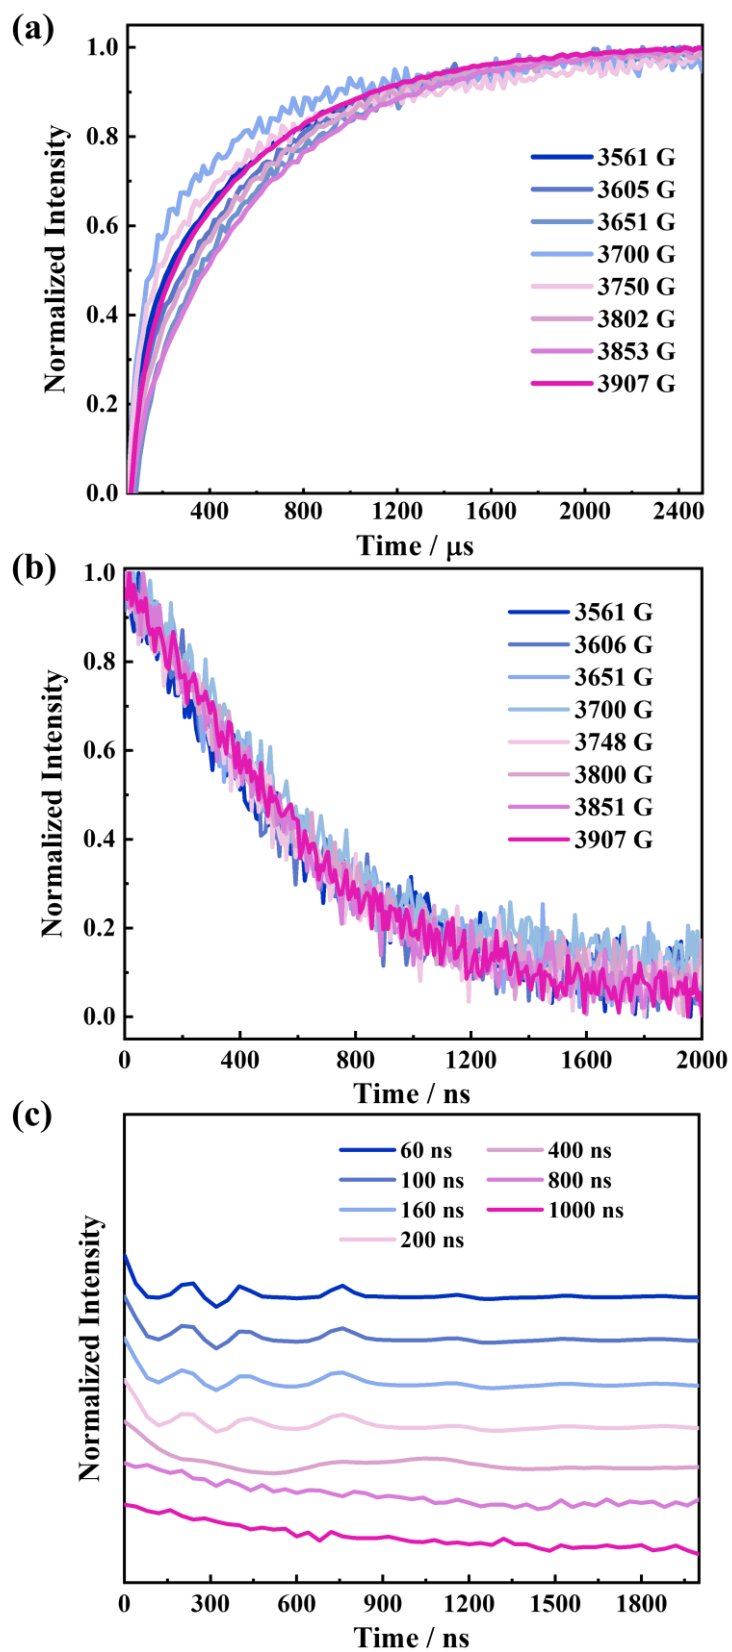 (a)
Normalized Intensity
1.0
0.8
0.6
0.4
0.2
0.0
3561 G
3605 G
3651 G
3700 G
3750 G
3802 G
3853 G
3907 G
400 800 1200 1600 2000 2400
Time / μs
(b)
Normalized Intensity
1.0
0.8
0.6
0.4
0.2
0.0
3561 G
3606 G
3651 G
3700 G
3748 G
3800 G
3851 G
3907 G
0 400 800 1200 1600 2000
Time / ns
(c)
Normalized Intensity
60 ns 400 ns
100 ns 800 ns
160 ns 1000 ns
200 ns
0 300 600 900 1200 1500 1800
Time / ns